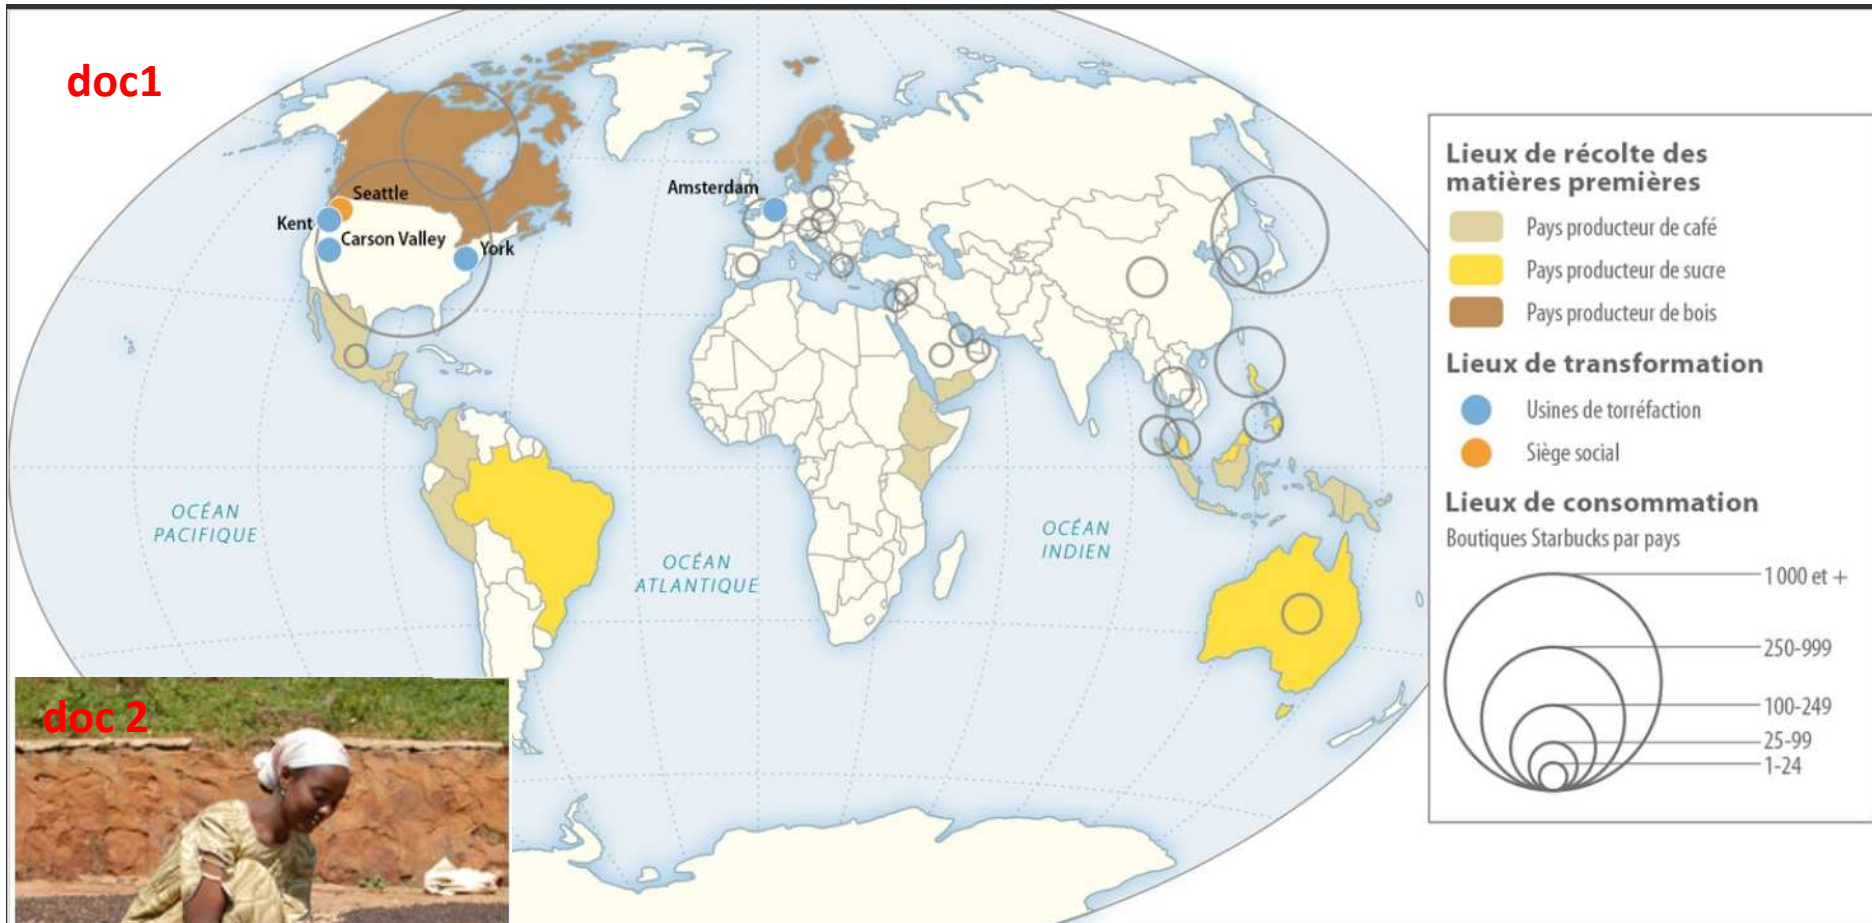 doc1
Seattle
Kent
Carson Valley
York
Amsterdam
OCÉAN
PACIFIQUE
OCÉAN
ATLANTIQUE
OCÉAN
INDIEN
doc 2
Lieux de récolte des
matières premières
Pays producteur de café
Pays producteur de sucre
Pays producteur de bois
Lieux de transformation
Usines de torréfaction
Siège social
Lieux de consommation
Boutiques Starbucks par pays
1 000 et +
250-999
100-249
25-99
1-24